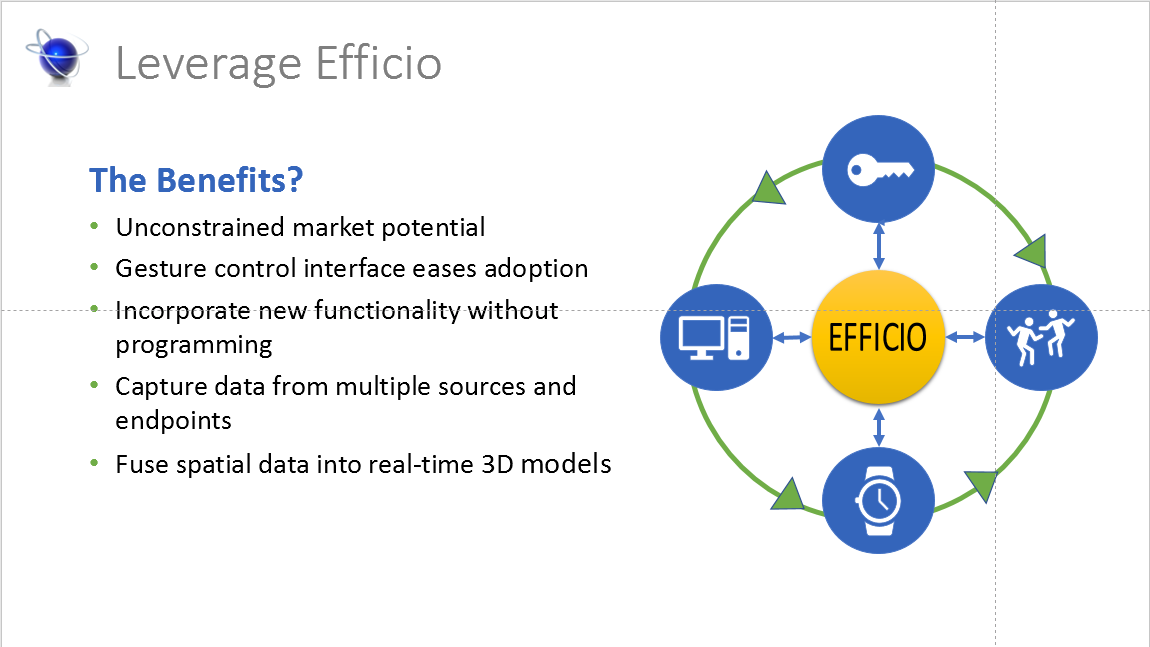 Leverage Efficio
The Benefits?
• Unconstrained market potential
• Gesture control interface eases adoption
• Incorporate new functionality without
programming
• Capture data from multiple sources and
endpoints
• Fuse spatial data into real-time 3D models
EFFICIO